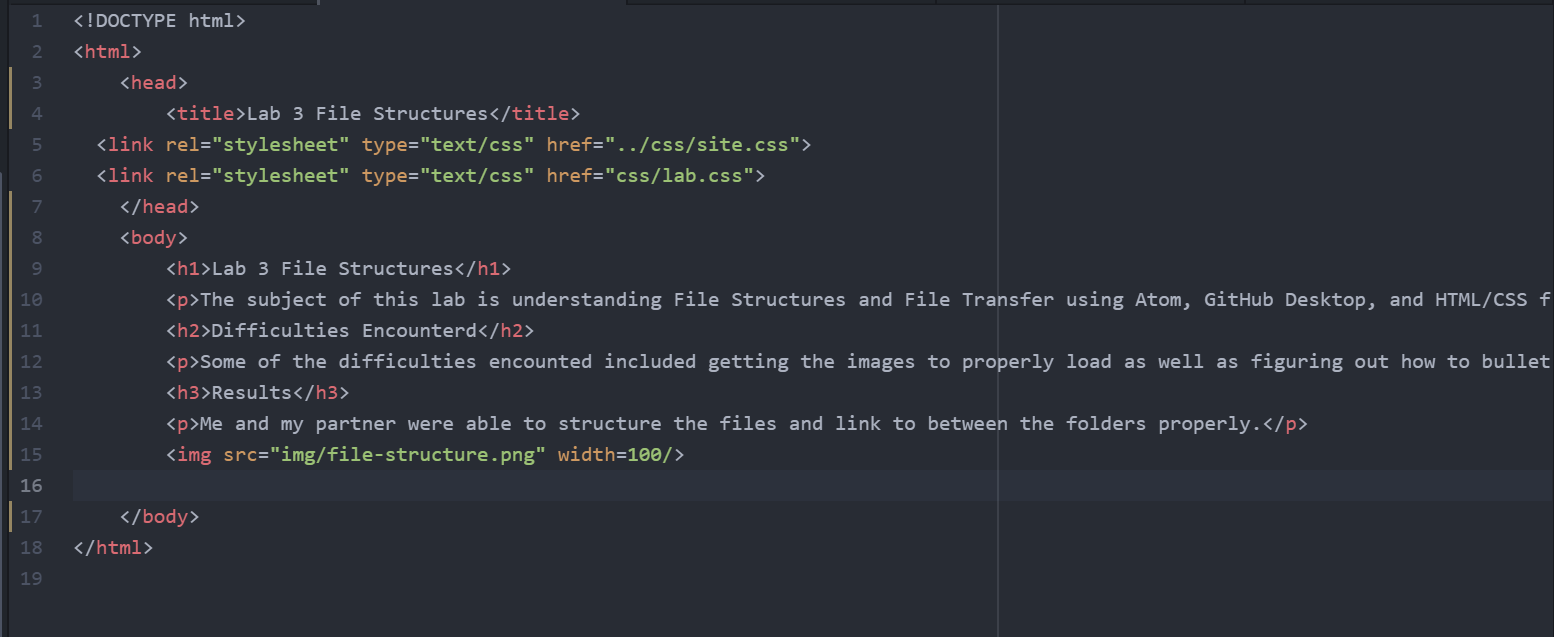 1 <!DOCTYPE html>
2 <html>
3 <head>
4 <title>Lab 3 File Structures</title>
5 <link rel="stylesheet" type="text/css" href="../css/site.css">
6 <link rel="stylesheet" type="text/css" href="css/lab.css">
7 </head>
8 <body>
9 <h1>Lab 3 File Structures</h1>
10 <p>The subject of this lab is understanding File Structures and File Transfer using Atom, GitHub Desktop, and HTML/CSS f
11 <h2>Difficulties Encounterd</h2>
12 <p>Some of the difficulties encounted included getting the images to properly load as well as figuring out how to bullet
13 <h3>Results</h3>
14 <p>Me and my partner were able to structure the files and link to between the folders properly.</p>
15 <img src="img/file-structure.png" width=100/>
16
17 </body>
18 </html>
19